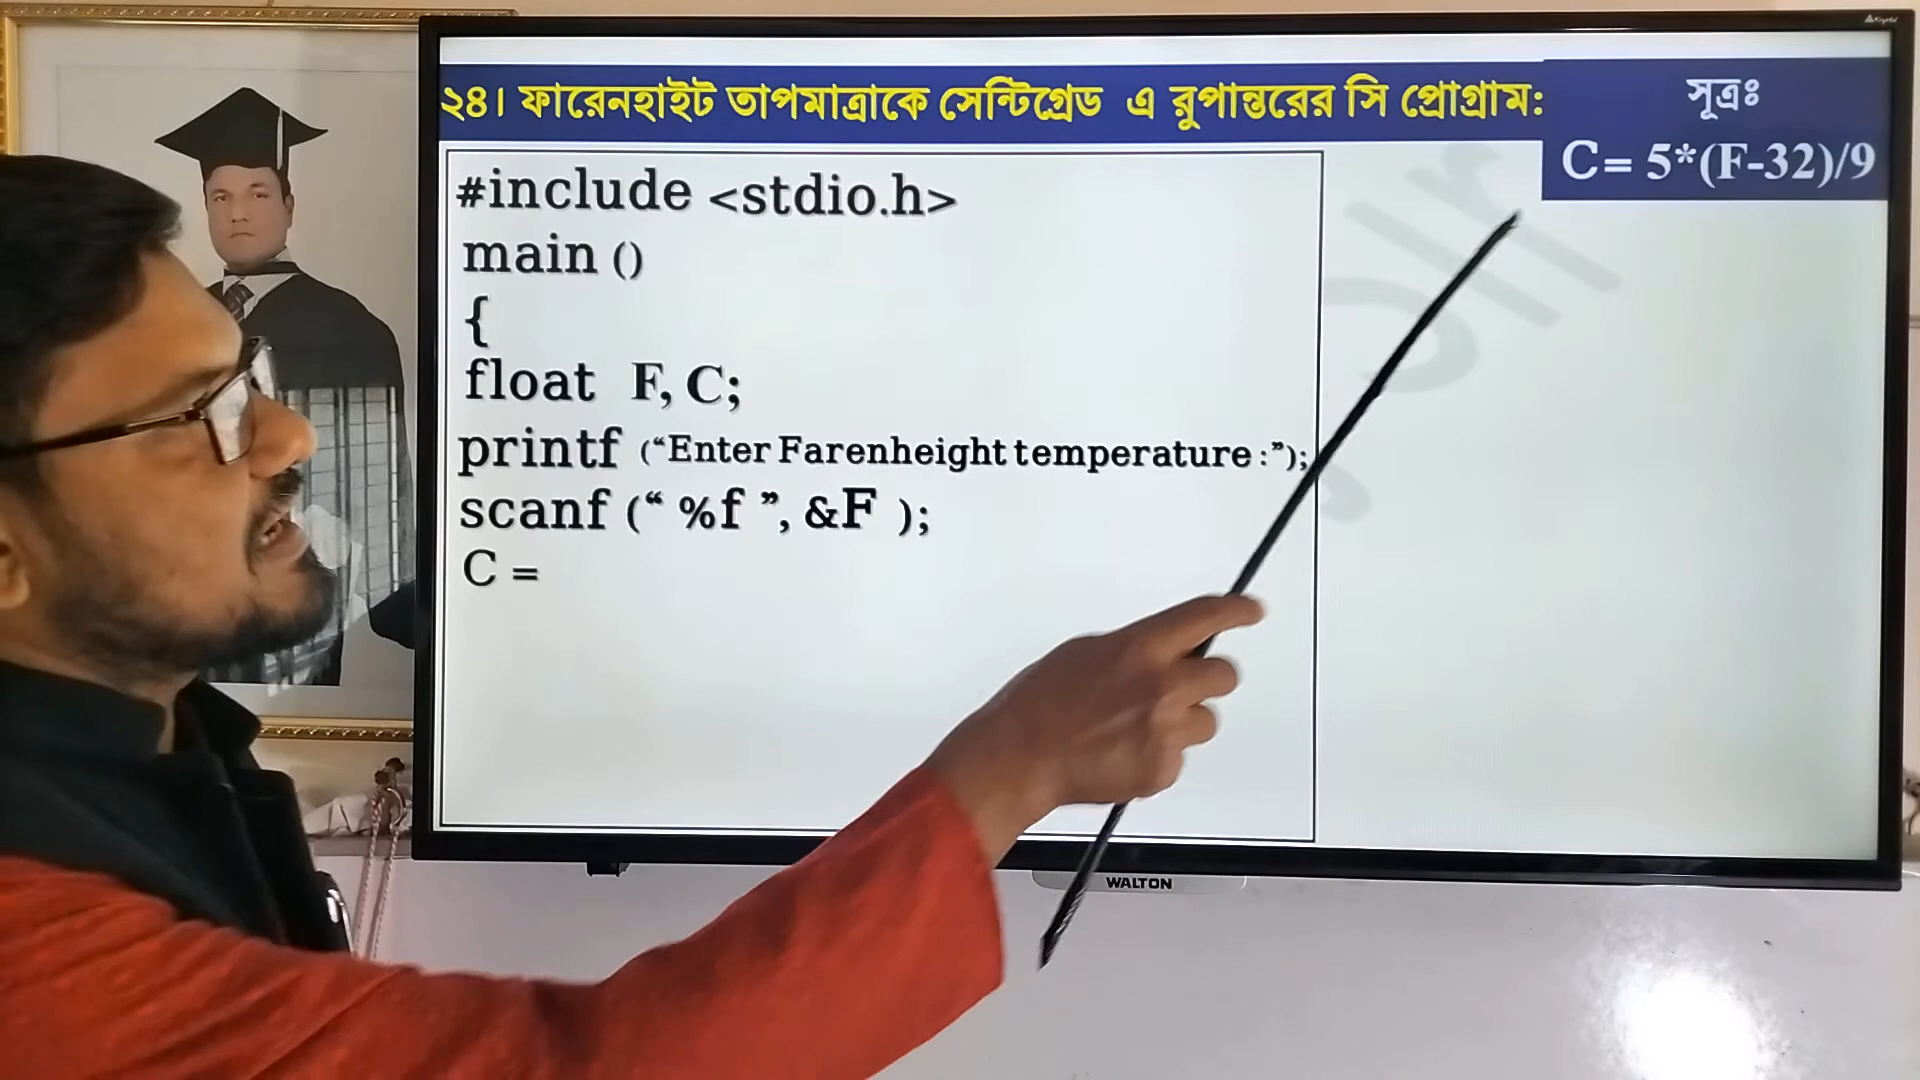 ২৪। ফারেনহাইট তাপমাত্রাকে সেন্টিগ্রেড এ রুপান্তরের সি প্রোগ্রাম:
সূত্রঃ
C= 5*(F-32)/9
#include <stdio.h>
main ()
{
float F, C;
printf (“Enter Farenheight temperature :”);
scanf (“ %f ”, &F );
C =
WALTON